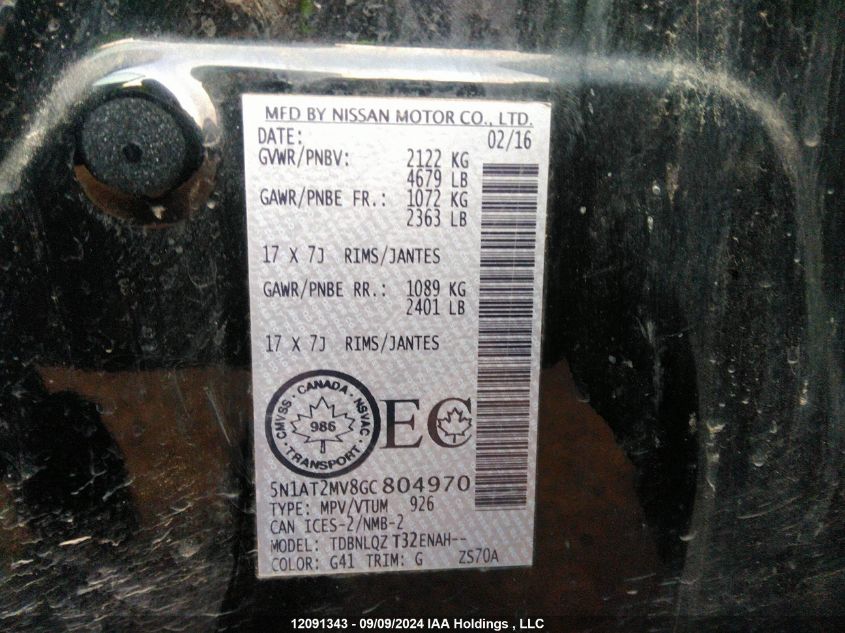 MFD BY NISSAN MOTOR CO., LTD.
DATE: 02/16
GVWR/PNBV: 2122 KG
4679 LB
GAWR/PNBE FR.: 1072 KG
2363 LB
17 X 7J RIMS/JANTES
GAWR/PNBE RR.: 1089 KG
2401 LB
17 X 7J RIMS/JANTES
CMVSS · CANADA · NSVAC · TRANSPORT ·
986
EC
5N1AT2MV8GC 804970
TYPE: MPV/VTUM 926
CAN ICES-2/NMB-2
MODEL: TDBNLQZ T32ENAH--
COLOR: G41 TRIM: G ZS70A
12091343 - 09/09/2024 IAA Holdings , LLC